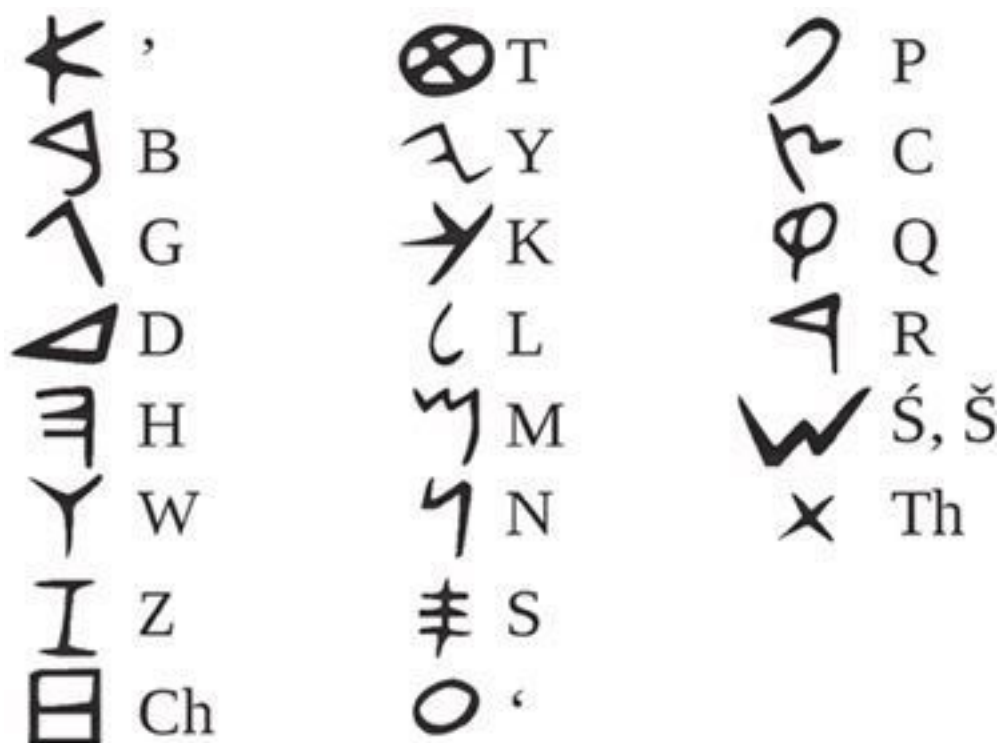 𐤀 ’ 𐤈 T 𐤐 P
𐤁 B 𐤉 Y 𐤑 C
𐤂 G 𐤊 K 𐤒 Q
𐤃 D 𐤋 L 𐤓 R
𐤄 H 𐤌 M 𐤔 Ś, Š
𐤅 W 𐤍 N 𐤕 Th
𐤆 Z 𐤎 S
𐤇 Ch 𐤏 ‘